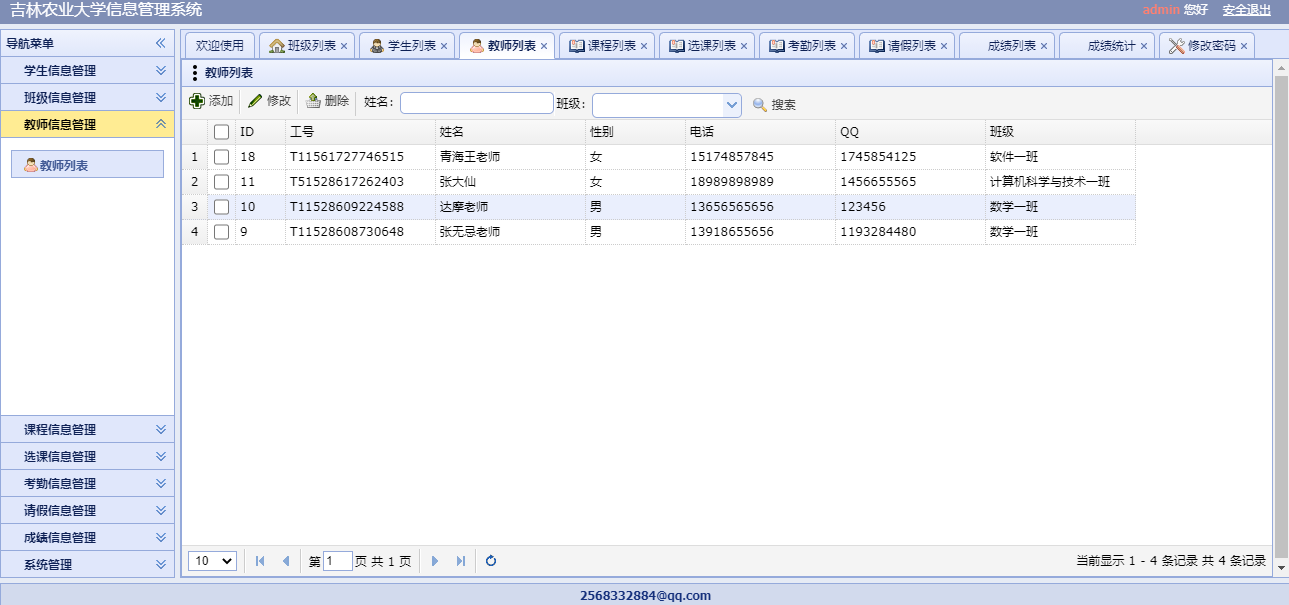 吉林农业大学信息管理系统
admin 您好 安全退出
导航菜单
学生信息管理
班级信息管理
教师信息管理
教师列表
课程信息管理
选课信息管理
考勤信息管理
请假信息管理
成绩信息管理
系统管理
欢迎使用 班级列表 学生列表 教师列表 课程列表 选课列表 考勤列表 请假列表 成绩列表 成绩统计 修改密码
教师列表
添加 修改 删除 姓名: 班级: 搜索
ID 工号 姓名 性别 电话 QQ 班级
1 18 T11561727746515 青海王老师 女 15174857845 1745854125 软件一班
2 11 T51528617262403 张大仙 女 18989898989 1456655565 计算机科学与技术一班
3 10 T11528609224588 达摩老师 男 13656565656 123456 数学一班
4 9 T11528608730648 张无忌老师 男 13918655656 1193284480 数学一班
10 第 1 页 共 1 页 当前显示 1 - 4 条记录 共 4 条记录
2568332884@qq.com